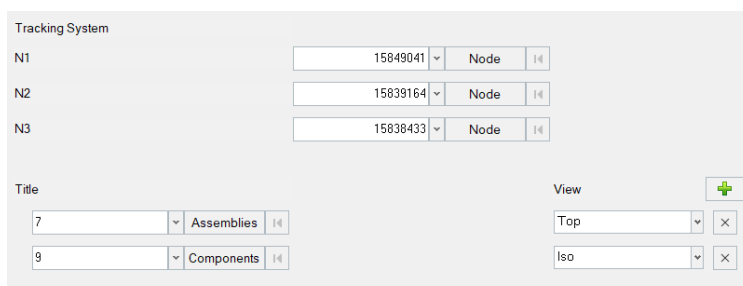 Tracking System
N1 15849041 Node
N2 15839164 Node
N3 15838433 Node
Title View
7 Assemblies Top
9 Components Iso